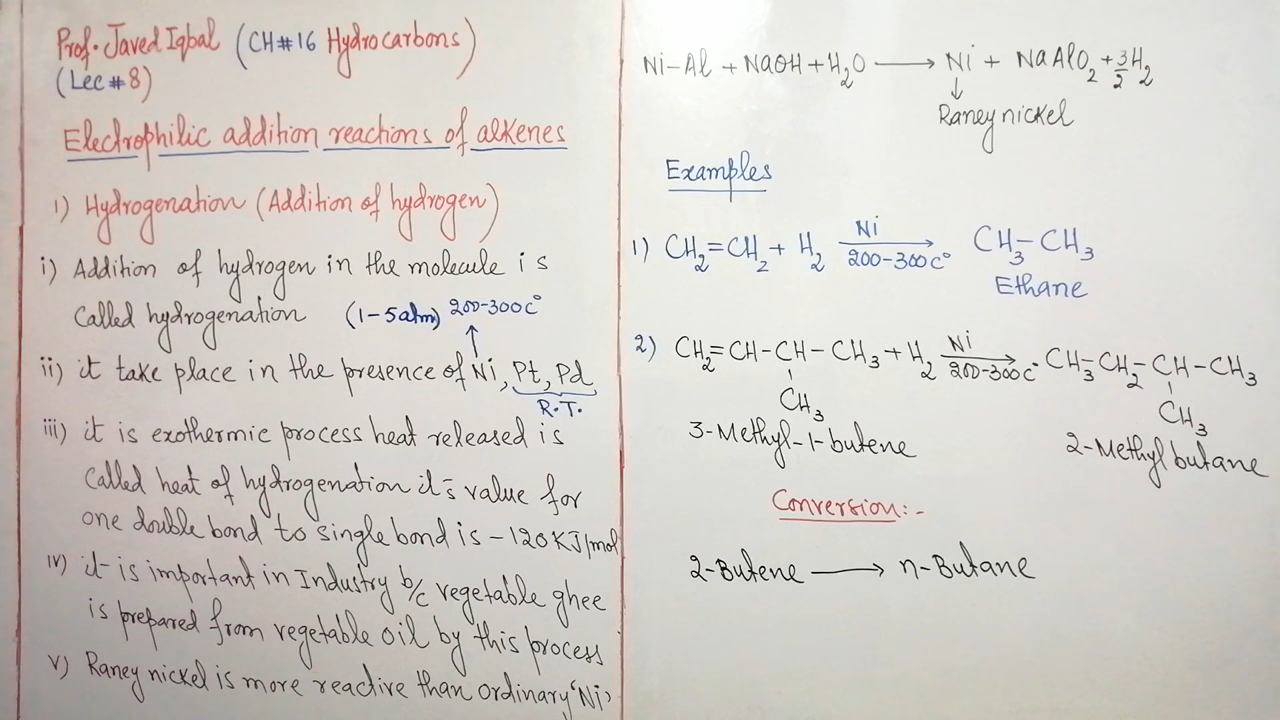 Prof. Javed Iqbal (CH#16 Hydrocarbons)
(Lec#8)
Electrophilic addition reactions of alkenes
1) Hydrogenation (Addition of hydrogen)
i) Addition of hydrogen in the molecule is
Called hydrogenation (1-5atm) 200-300C°
↑
ii) it take place in the presence of Ni, Pt, Pd
R.T.
iii) it is exothermic process heat released is
Called heat of hydrogenation it's value for
one double bond to single bond is -120KJ/mol
iv) it is important in Industry b/c vegetable ghee
is prepared from vegetable oil by this process
v) Raney nickel is more reactive than ordinary 'Ni'
Ni-Al + NaOH + H₂O ⟶ Ni + NaAlO₂ + 3/2 H₂
↓
Raney nickel
Examples
1) CH₂=CH₂ + H₂ ⟶ CH₃-CH₃
Ni
200-300C°
Ethane
2) CH₂=CH-CH-CH₃ + H₂ ⟶ CH₃-CH₂-CH-CH₃
Ni
200-300C°
CH₃ CH₃
3-Methyl-1-butene 2-Methyl butane
Conversion:-
2-Butene ⟶ n-Butane